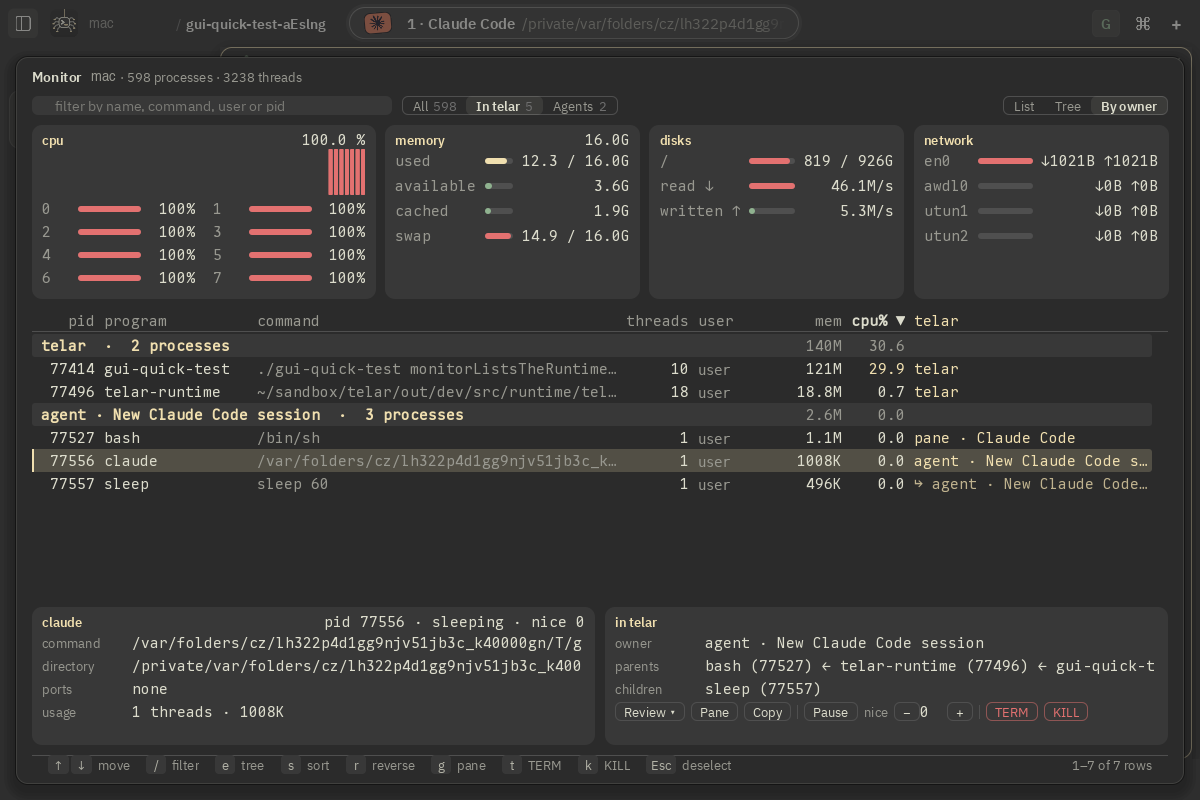 mac / gui-quick-test-aEslng 1 · Claude Code /private/var/folders/cz/lh322p4d1gg9 G ⌘ +
Monitor mac · 598 processes · 3238 threads
filter by name, command, user or pid All 598 In telar 5 Agents 2 List Tree By owner
cpu 100.0 %
0 100% 1 100%
2 100% 3 100%
4 100% 5 100%
6 100% 7 100%
memory 16.0G
used 12.3 / 16.0G
available 3.6G
cached 1.9G
swap 14.9 / 16.0G
disks
/ 819 / 926G
read ↓ 46.1M/s
written ↑ 5.3M/s
network
en0 ↓1021B ↑1021B
awdl0 ↓0B ↑0B
utun1 ↓0B ↑0B
utun2 ↓0B ↑0B
pid program command threads user mem cpu% ▼ telar
telar · 2 processes 140M 30.6
77414 gui-quick-test ./gui-quick-test monitorListsTheRuntime… 10 user 121M 29.9 telar
77496 telar-runtime ~/sandbox/telar/out/dev/src/runtime/tel… 18 user 18.8M 0.7 telar
agent · New Claude Code session · 3 processes 2.6M 0.0
77527 bash /bin/sh 1 user 1.1M 0.0 pane · Claude Code
77556 claude /var/folders/cz/lh322p4d1gg9njv51jb3c_k… 1 user 1008K 0.0 agent · New Claude Code s…
77557 sleep sleep 60 1 user 496K 0.0 ↳ agent · New Claude Code…
claude pid 77556 · sleeping · nice 0
command /var/folders/cz/lh322p4d1gg9njv51jb3c_k40000gn/T/g
directory /private/var/folders/cz/lh322p4d1gg9njv51jb3c_k400
ports none
usage 1 threads · 1008K
in telar
owner agent · New Claude Code session
parents bash (77527) ← telar-runtime (77496) ← gui-quick-t
children sleep (77557)
Review ▾ Pane Copy Pause nice − 0 + TERM KILL
↑ ↓ move / filter e tree s sort r reverse g pane t TERM k KILL Esc deselect 1–7 of 7 rows